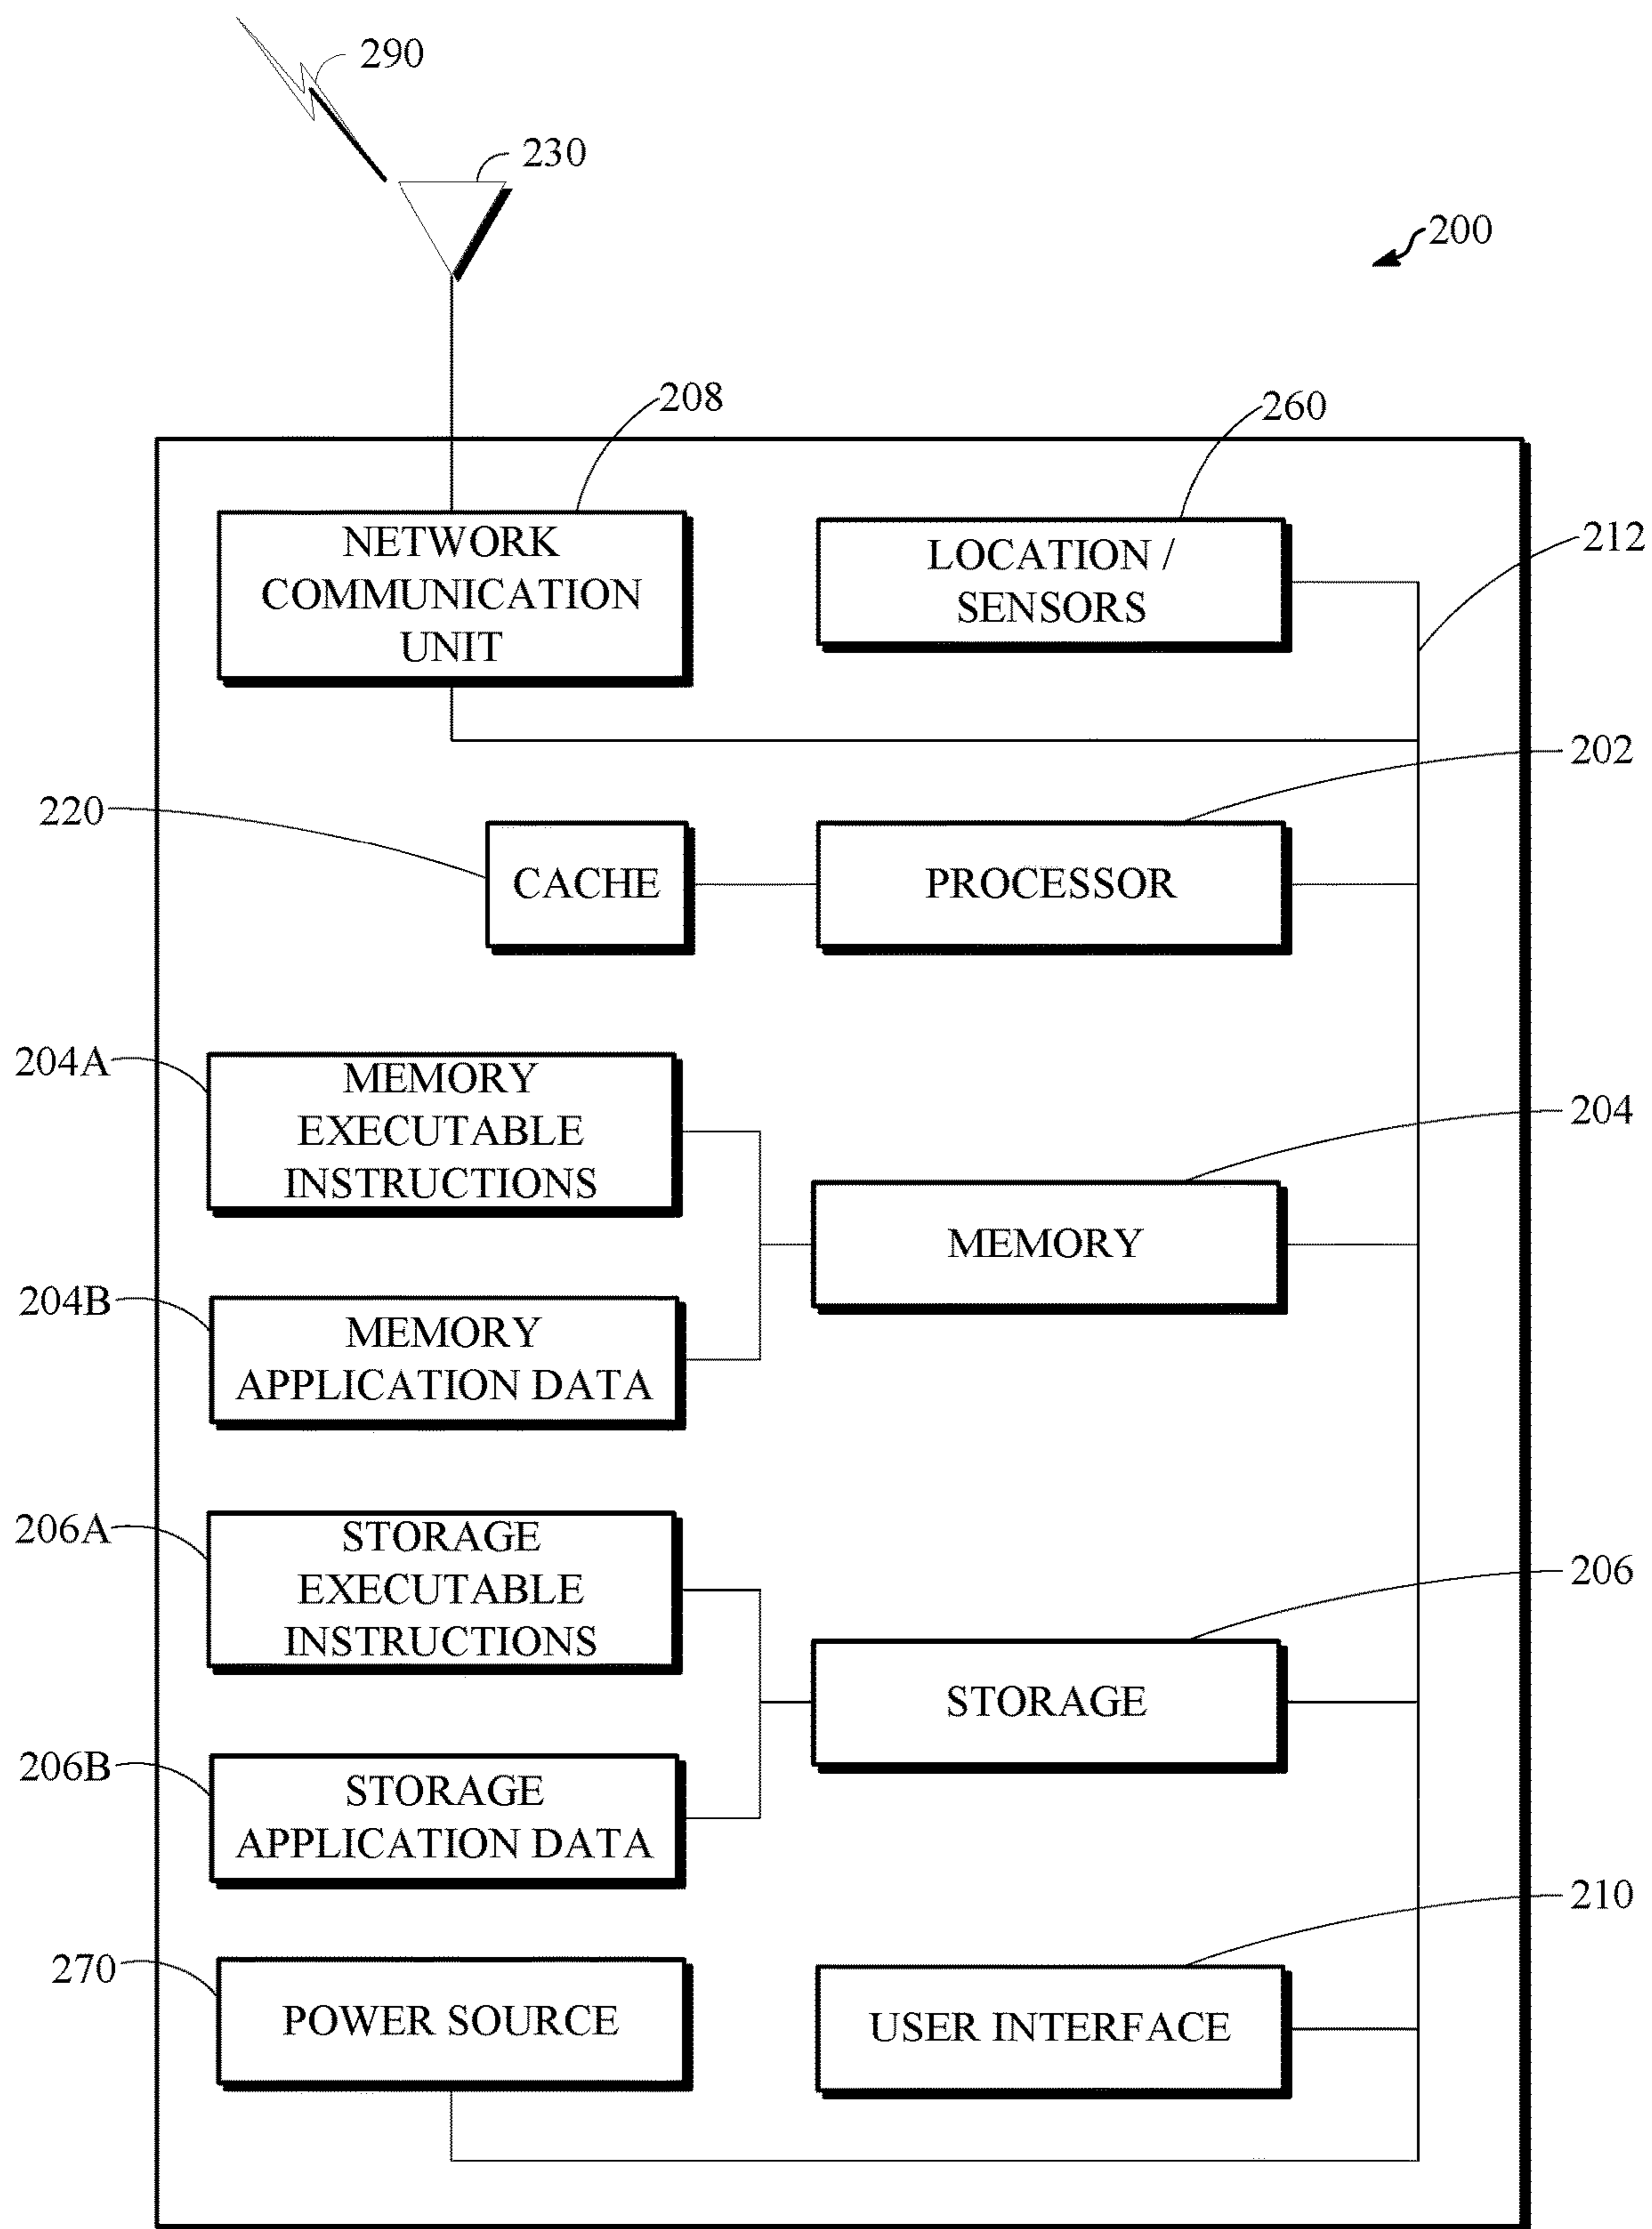 290
230
200
208
260
212
NETWORK
COMMUNICATION
UNIT
LOCATION /
SENSORS
202
220
CACHE
PROCESSOR
204A
MEMORY
EXECUTABLE
INSTRUCTIONS
204
MEMORY
204B
MEMORY
APPLICATION DATA
206A
STORAGE
EXECUTABLE
INSTRUCTIONS
206
STORAGE
206B
STORAGE
APPLICATION DATA
210
270
POWER SOURCE
USER INTERFACE